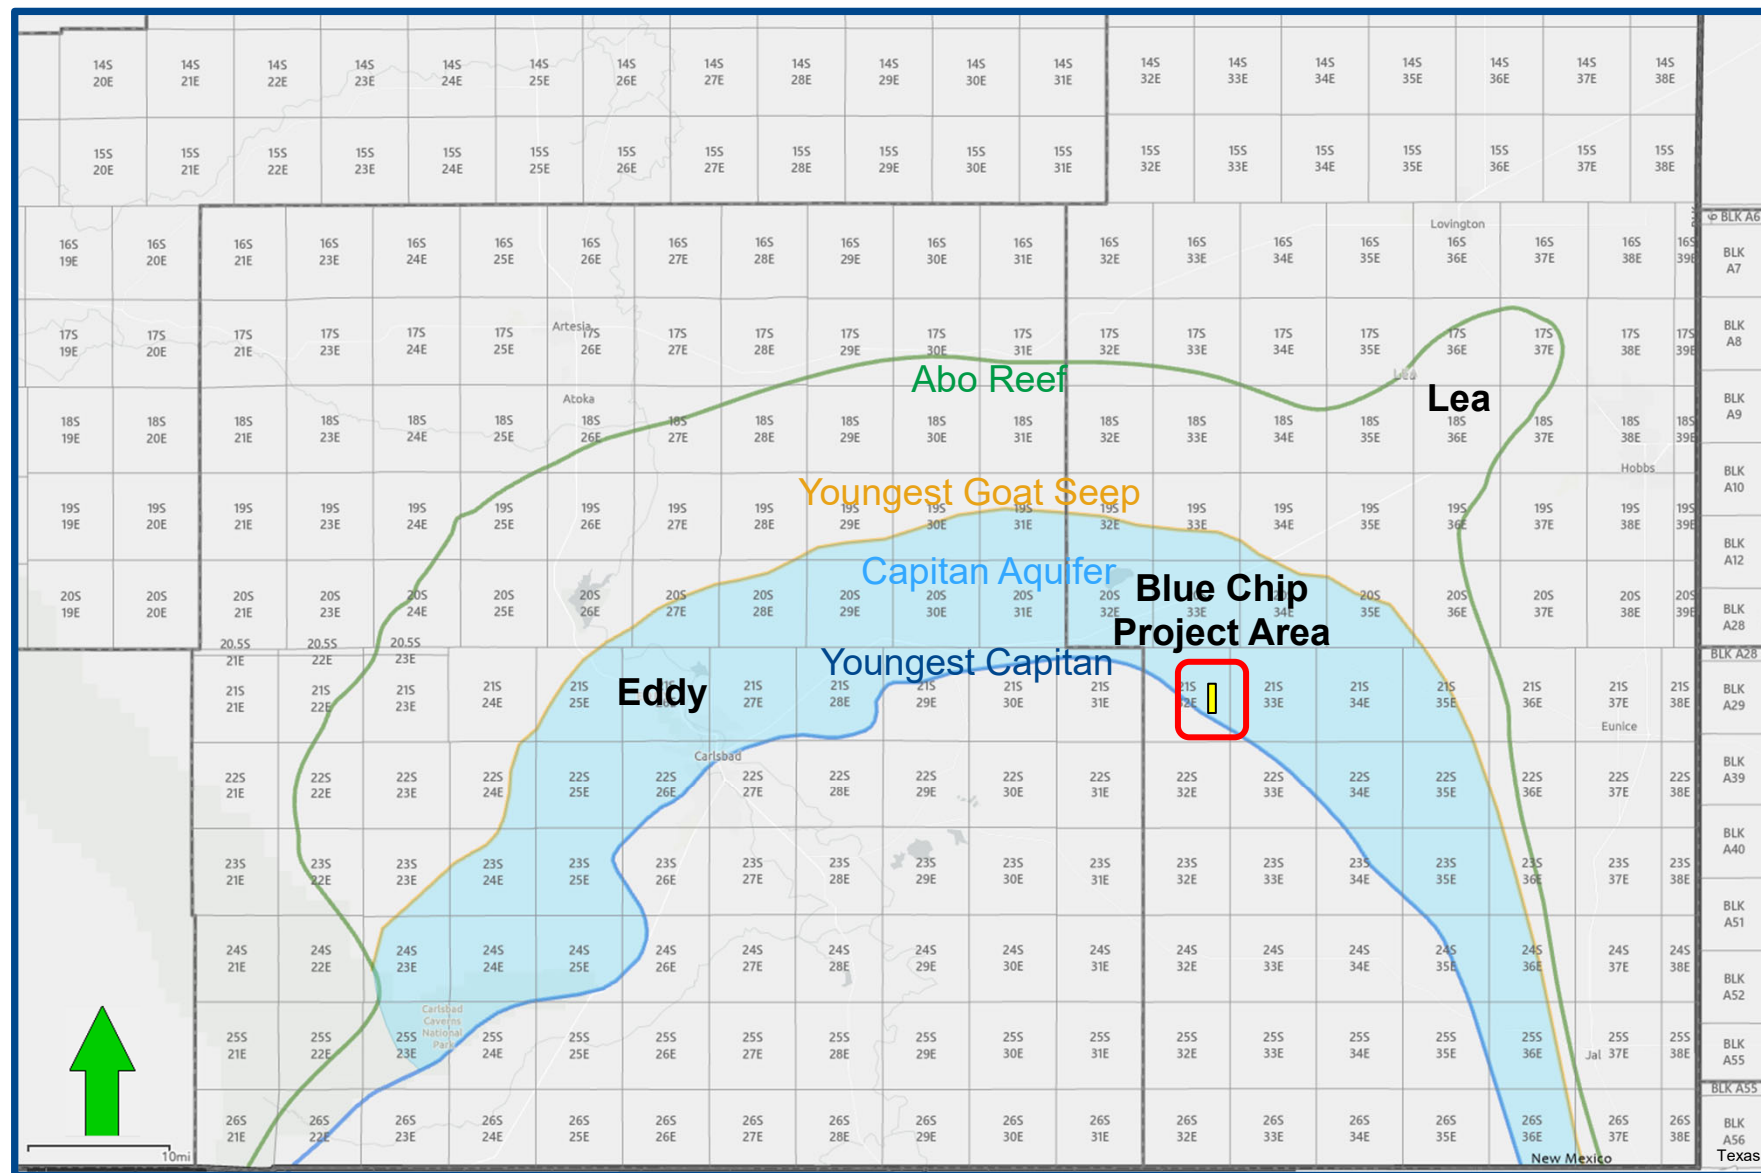 14S 14S 14S 14S 14S 14S 14S 14S 14S 14S 14S 14S 14S 14S 14S 14S 14S 14S 14S
20E 21E 22E 23E 24E 25E 26E 27E 28E 29E 30E 31E 32E 33E 34E 35E 36E 37E 38E
15S 15S 15S 15S 15S 15S 15S 15S 15S 15S 15S 15S 15S 15S 15S 15S 15S 15S 15S
20E 21E 22E 23E 24E 25E 26E 27E 28E 29E 30E 31E 32E 33E 34E 35E 36E 37E 38E
BLK A6
Lovington
16S 16S 16S 16S 16S 16S 16S 16S 16S 16S 16S 16S 16S 16S 16S 16S 16S 16S 16S 16S BLK
19E 20E 21E 23E 24E 25E 26E 27E 28E 29E 30E 31E 32E 33E 34E 35E 36E 37E 38E 39E A7
Artesia
17S 17S 17S 17S 17S 17S 17S 17S 17S 17S 17S 17S 17S 17S 17S 17S 17S 17S 17S 17S BLK
19E 20E 21E 23E 24E 25E 26E 27E 28E 29E 30E 31E 32E 33E 34E 35E 36E 37E 38E 39E A8
Abo Reef
Lea
Lea
Atoka
BLK
A9
18S 18S 18S 18S 18S 18S 18S 18S 18S 18S 18S 18S 18S 18S 18S 18S 18S 18S 18S 18S
19E 20E 21E 23E 24E 25E 26E 27E 28E 29E 30E 31E 32E 33E 34E 35E 36E 37E 38E 39E
Hobbs
BLK
A10
Youngest Goat Seep
19S 19S 19S 19S 19S 19S 19S 19S 19S 19S 19S 19S 19S 19S 19S 19S 19S 19S 19S 19S
19E 20E 21E 23E 24E 25E 26E 27E 28E 29E 30E 31E 32E 33E 34E 35E 36E 37E 38E 39E
BLK
A12
Capitan Aquifer
Blue Chip
Project Area
20S 20S 20S 20S 20S 20S 20S 20S 20S 20S 20S 20S 20S 20S 20S 20S 20S 20S 20S 20S
19E 20E 21E 23E 24E 25E 26E 27E 28E 29E 30E 31E 32E 33E 34E 35E 36E 37E 38E 39E
BLK
A28
20.5S 20.5S 20.5S
21E 22E 23E
BLK A28
Youngest Capitan
Eddy
21S 21S 21S 21S 21S 21S 21S 21S 21S 21S 21S 21S 21S 21S 21S 21S 21S 21S BLK
21E 22E 23E 24E 25E 26E 27E 28E 29E 30E 31E 32E 33E 34E 35E 36E 37E 38E A29
Eunice
Carlsbad
22S 22S 22S 22S 22S 22S 22S 22S 22S 22S 22S 22S 22S 22S 22S 22S 22S 22S BLK
21E 22E 23E 24E 25E 26E 27E 28E 29E 30E 31E 32E 33E 34E 35E 36E 37E 38E A39
BLK
A40
23S 23S 23S 23S 23S 23S 23S 23S 23S 23S 23S 23S 23S 23S 23S 23S 23S 23S
21E 22E 23E 24E 25E 26E 27E 28E 29E 30E 31E 32E 33E 34E 35E 36E 37E 38E
BLK
A51
24S 24S 24S 24S 24S 24S 24S 24S 24S 24S 24S 24S 24S 24S 24S 24S 24S 24S
21E 22E 23E 24E 25E 26E 27E 28E 29E 30E 31E 32E 33E 34E 35E 36E 37E 38E
BLK
A52
Carlsbad
Caverns
National
Park
25S 25S 25S 25S 25S 25S 25S 25S 25S 25S 25S 25S 25S 25S 25S 25S 25S 25S BLK
21E 22E 23E 24E 25E 26E 27E 28E 29E 30E 31E 32E 33E 34E 35E 36E Jal 37E 38E A55
BLK A55
26S 26S 26S 26S 26S 26S 26S 26S 26S 26S 26S 26S 26S 26S 26S 26S 26S 26S BLK
21E 22E 23E 24E 25E 26E 27E 28E 29E 30E 31E 32E 33E 34E 35E 36E 37E 38E A56
10mi
New Mexico
Texas